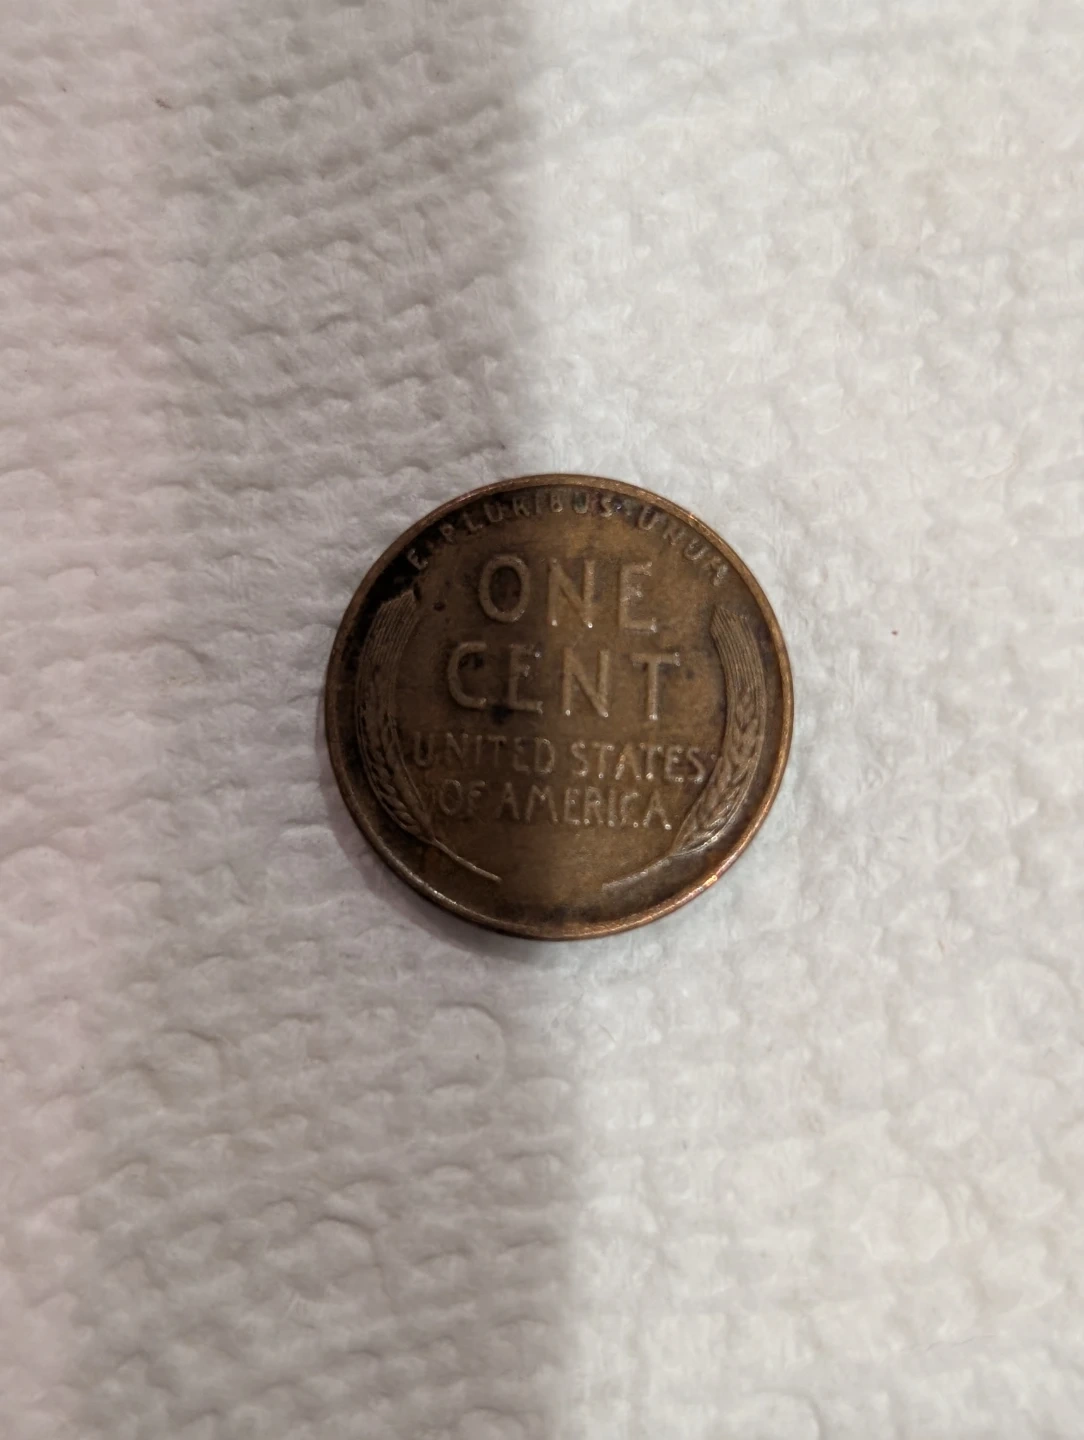 E·PLURIBUS·UNUM
ONE
CENT
UNITED STATES
OF AMERICA